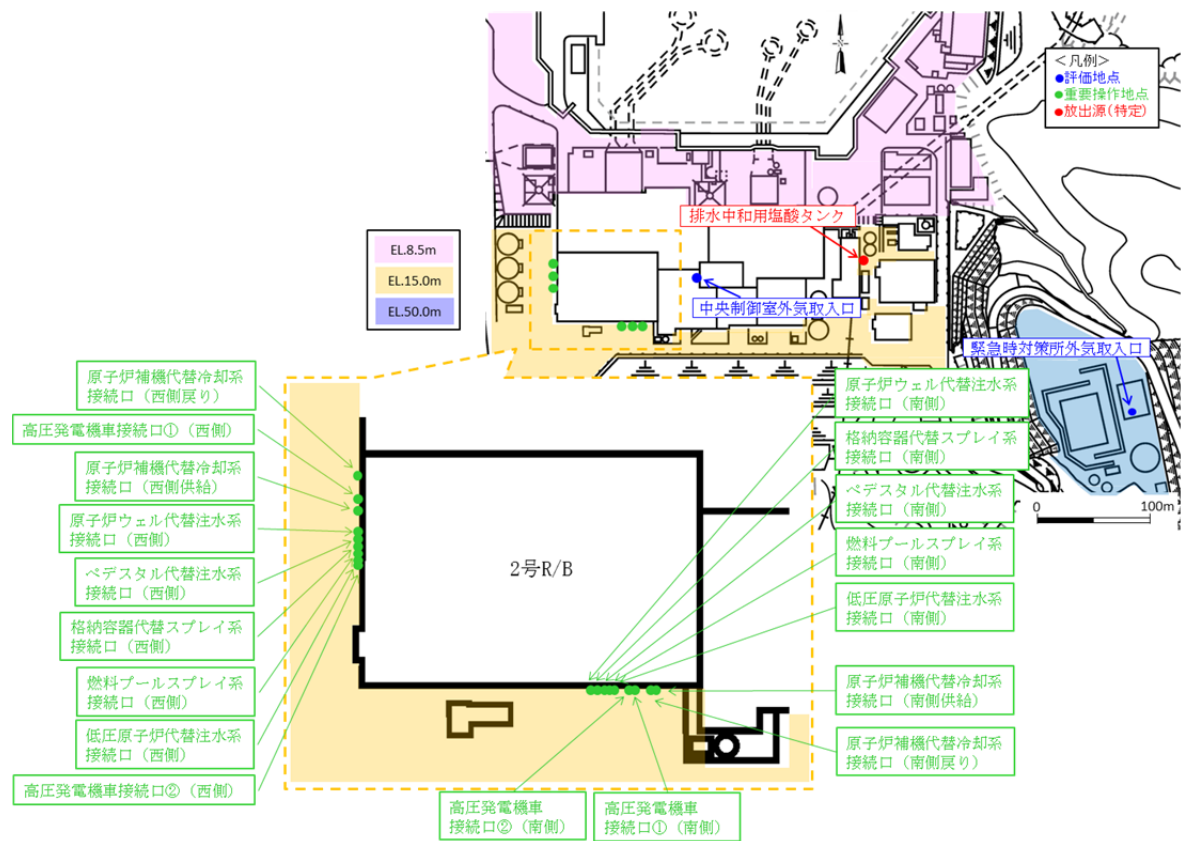 ＜凡例＞
●評価地点
●重要操作地点
●放出源（特定）
排水中和用塩酸タンク
EL.8.5m
EL.15.0m
EL.50.0m
中央制御室外気取入口
緊急時対策所外気取入口
0
100m
原子炉補機代替冷却系
接続口（西側戻り）
高圧発電機車接続口①（西側）
原子炉補機代替冷却系
接続口（西側供給）
原子炉ウェル代替注水系
接続口（西側）
ペデスタル代替注水系
接続口（西側）
格納容器代替スプレイ系
接続口（西側）
燃料プールスプレイ系
接続口（西側）
低圧原子炉代替注水系
接続口（西側）
高圧発電機車接続口②（西側）
2号R/B
原子炉ウェル代替注水系
接続口（南側）
格納容器代替スプレイ系
接続口（南側）
ペデスタル代替注水系
接続口（南側）
燃料プールスプレイ系
接続口（南側）
低圧原子炉代替注水系
接続口（南側）
原子炉補機代替冷却系
接続口（南側供給）
原子炉補機代替冷却系
接続口（南側戻り）
高圧発電機車
接続口②（南側）
高圧発電機車
接続口①（南側）